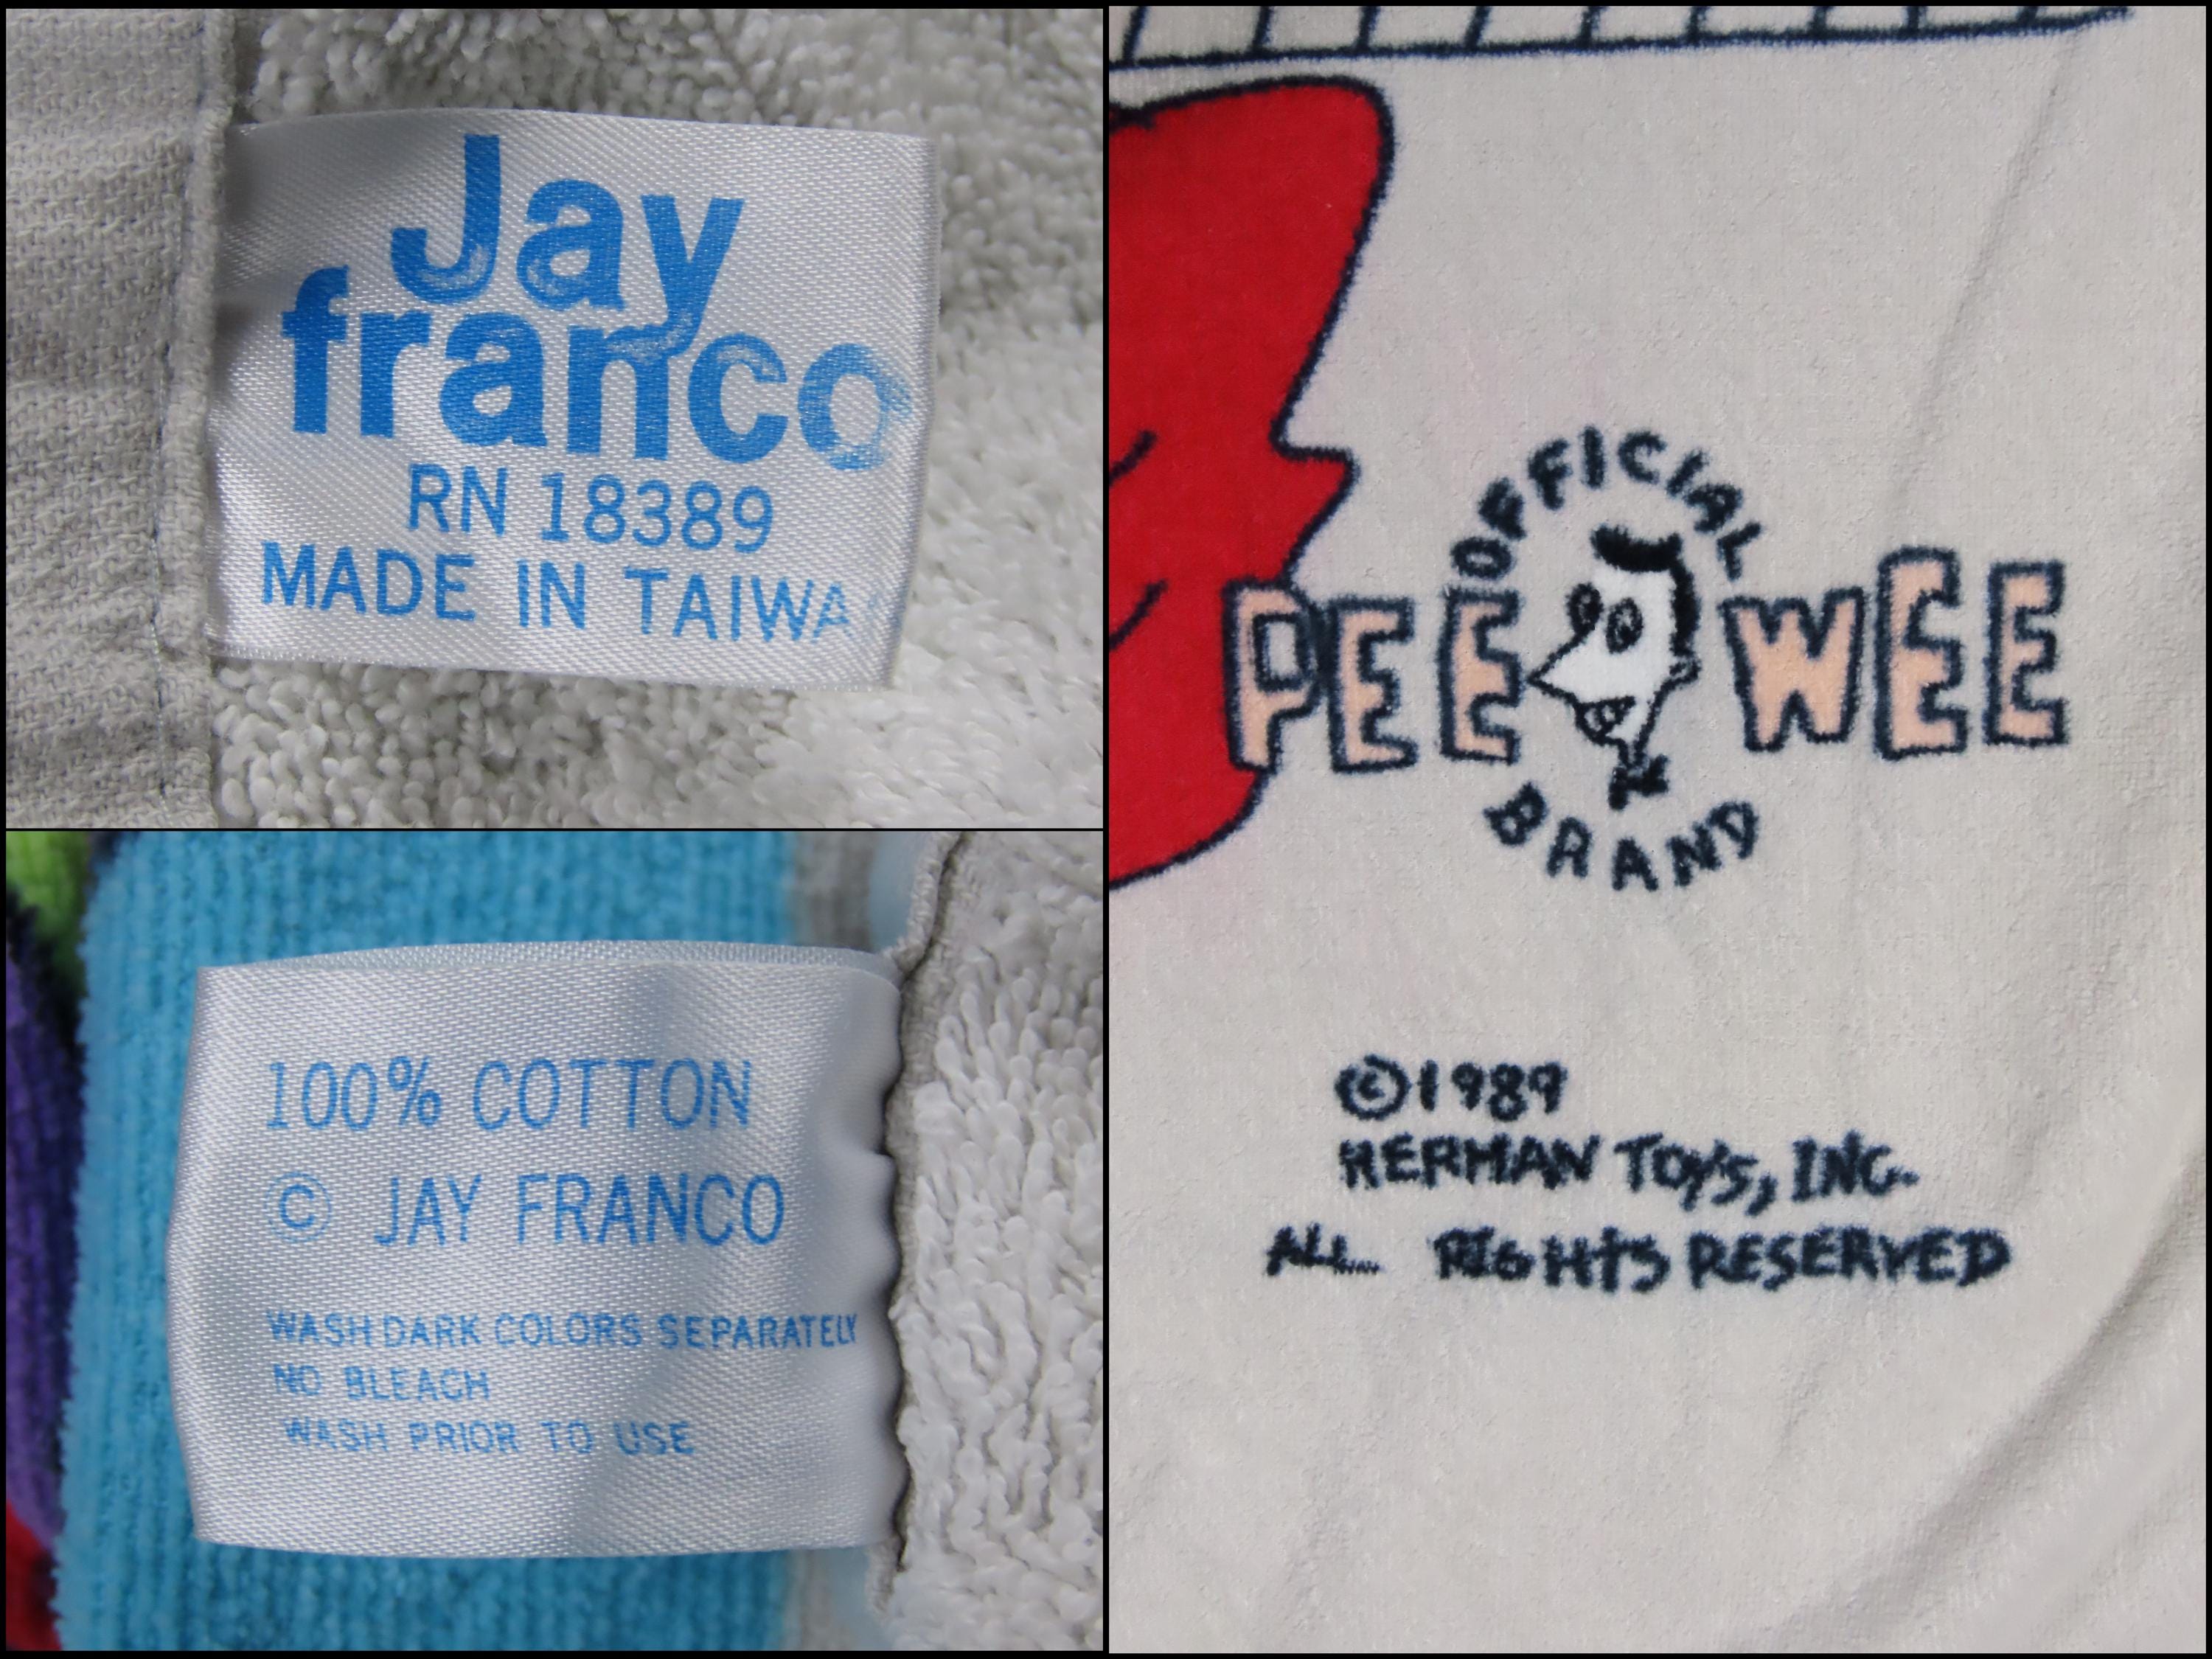 Jay
franco
RN 18389
MADE IN TAIWA
100% COTTON
© JAY FRANCO
WASH DARK COLORS SEPARATELY
NO BLEACH
WASH PRIOR TO USE
OFFICIAL
PEE WEE
BRAND
©1989
HERMAN TOYS, INC.
ALL RIGHTS RESERVED